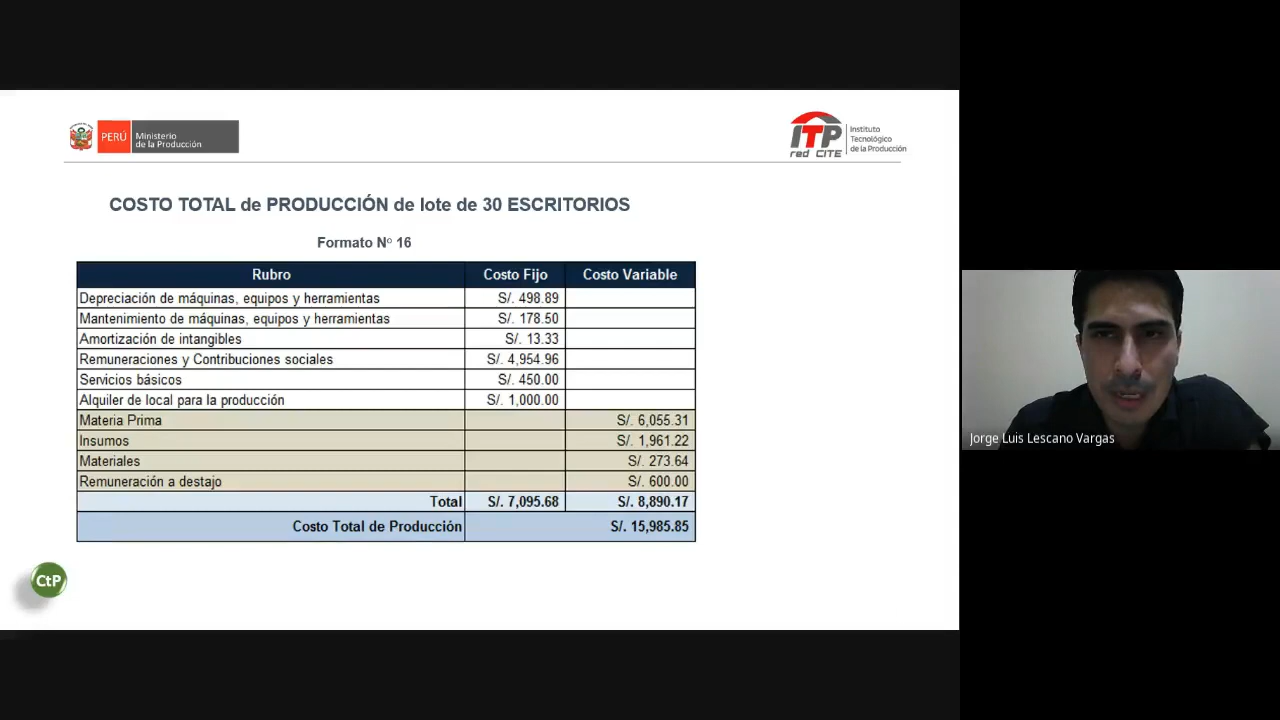 PERÚ
Ministerio
de la Producción
ITP
red CITE
Instituto
Tecnológico
de la Producción
COSTO TOTAL de PRODUCCIÓN de lote de 30 ESCRITORIOS
Formato Nº 16
Rubro Costo Fijo Costo Variable
Depreciación de máquinas, equipos y herramientas S/. 498.89
Mantenimiento de máquinas, equipos y herramientas S/. 178.50
Amortización de intangibles S/. 13.33
Remuneraciones y Contribuciones sociales S/. 4,954.96
Servicios básicos S/. 450.00
Alquiler de local para la producción S/. 1,000.00
Materia Prima S/. 6,055.31
Insumos S/. 1,961.22
Materiales S/. 273.64
Remuneración a destajo S/. 600.00
Total S/. 7,095.68 S/. 8,890.17
Costo Total de Producción S/. 15,985.85
CtP
Jorge Luis Lescano Vargas